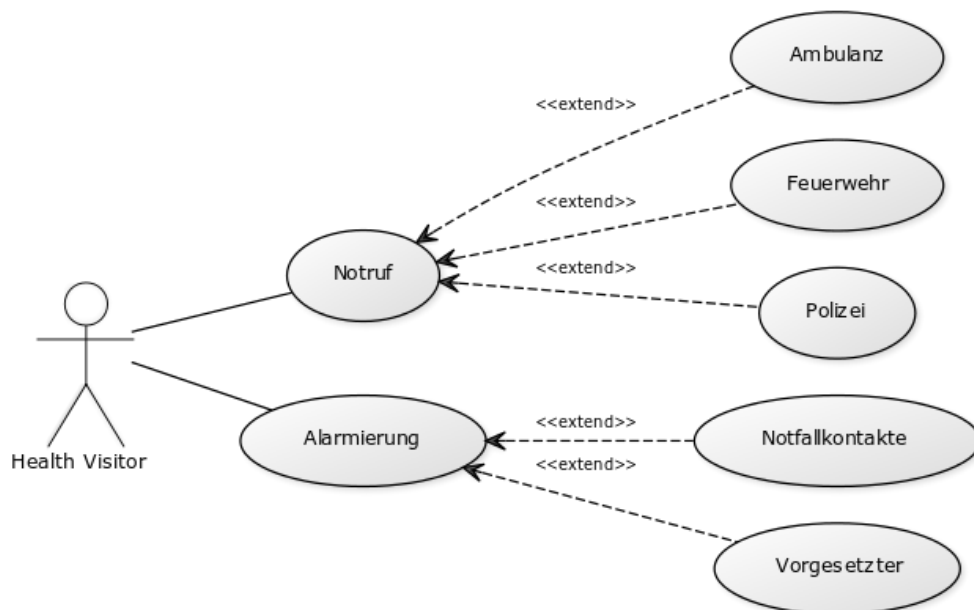 Ambulanz
<<extend>>
Feuerwehr
<<extend>>
Notruf
<<extend>>
Polizei
Health Visitor
Alarmierung
<<extend>>
Notfallkontakte
<<extend>>
Vorgesetzter